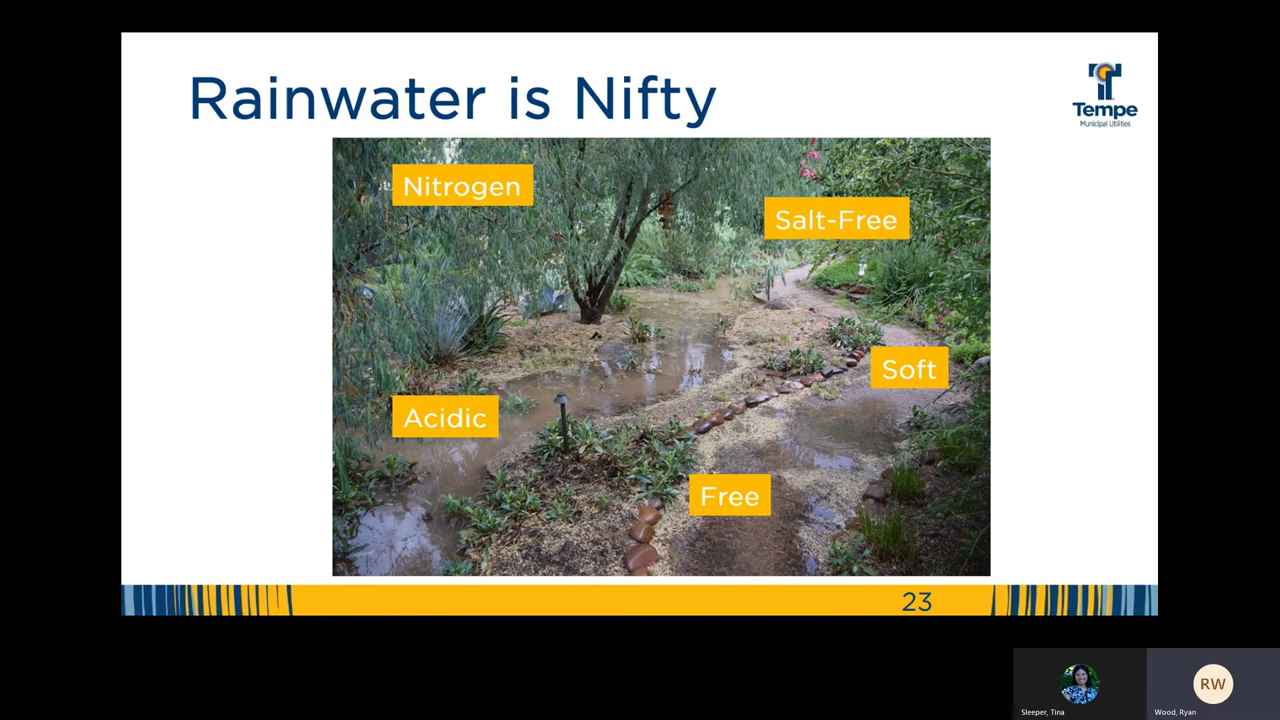 Rainwater is Nifty
Tempe
Municipal Utilities
Nitrogen
Salt-Free
Soft
Acidic
Free
23
RW
Sleeper, Tina
Wood, Ryan